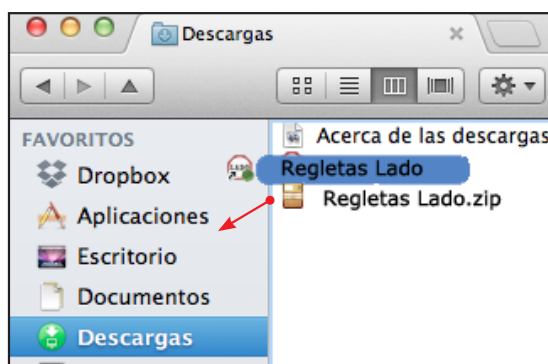 Descargas
FAVORITOS
Dropbox
Aplicaciones
Escritorio
Documentos
Descargas
Acerca de las descargas
Regletas Lado
Regletas Lado.zip